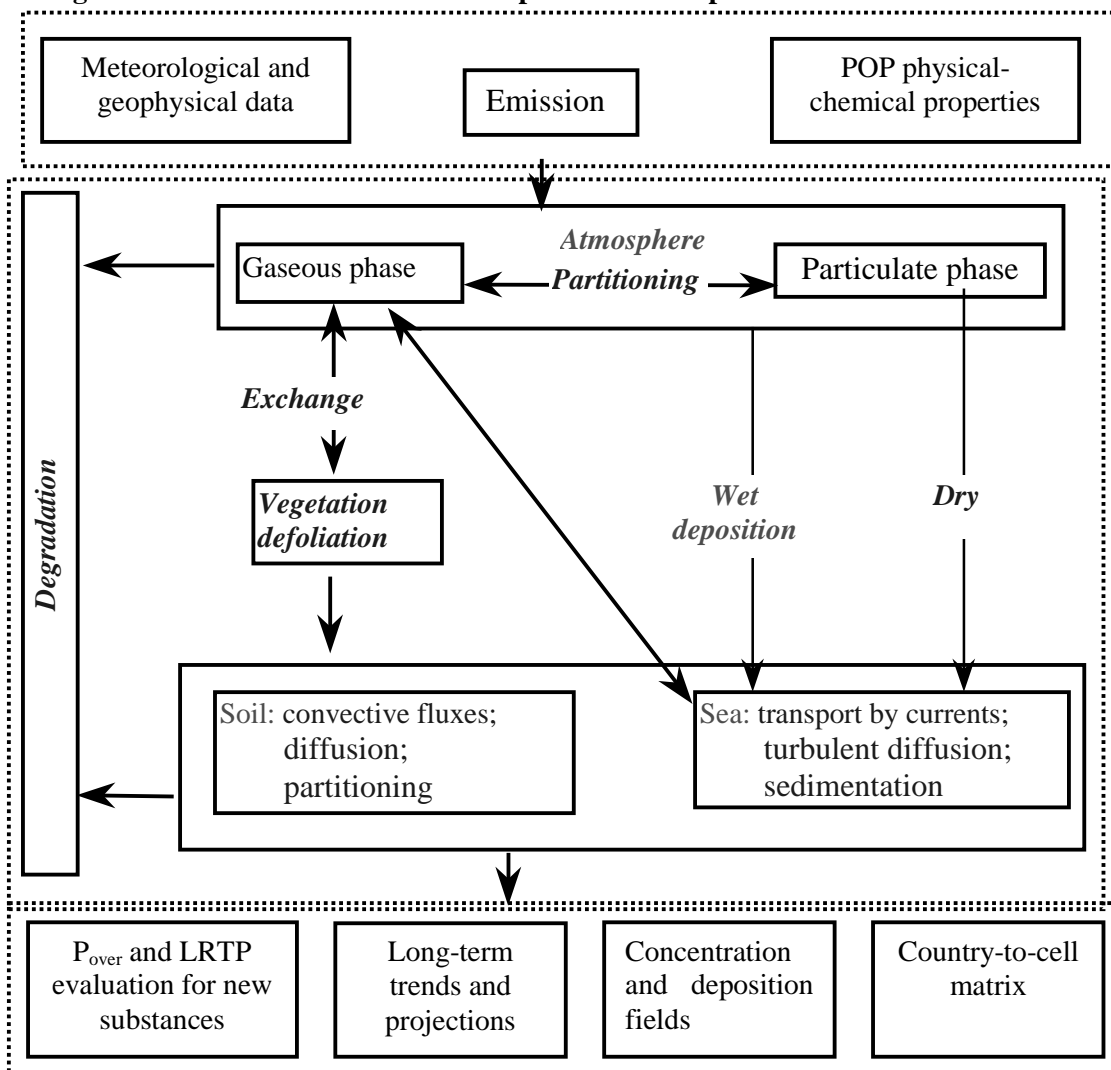 Meteorological and
geophysical data
Emission
POP physical-
chemical properties
Atmosphere
Gaseous phase
Partitioning
Particulate phase
Exchange
Vegetation
defoliation
Wet
deposition
Dry
Degradation
Soil: convective fluxes;
diffusion;
partitioning
Sea: transport by currents;
turbulent diffusion;
sedimentation
Pover and LRTP
evaluation for new
substances
Long-term
trends and
projections
Concentration
and deposition
fields
Country-to-cell
matrix